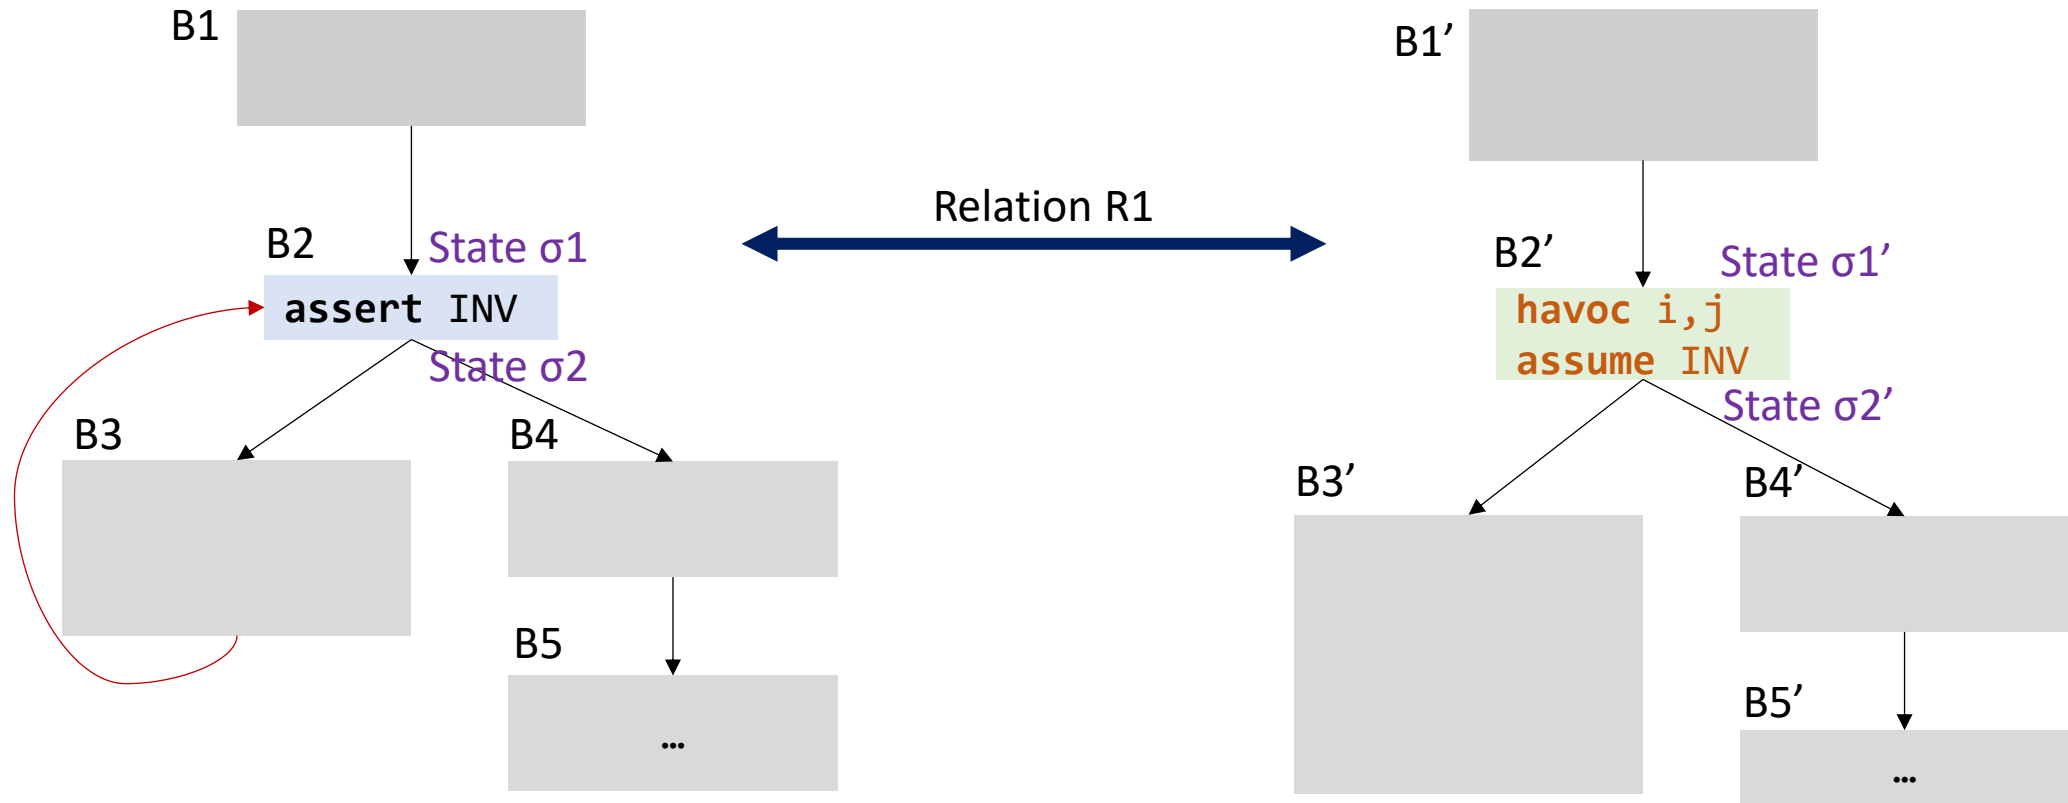 B1
B1’
Relation R1
B2
State σ1
B2’
State σ1’
assert INV
havoc i,j
assume INV
State σ2
State σ2’
B3
B4
B3’
B4’
B5
B5’
…
…